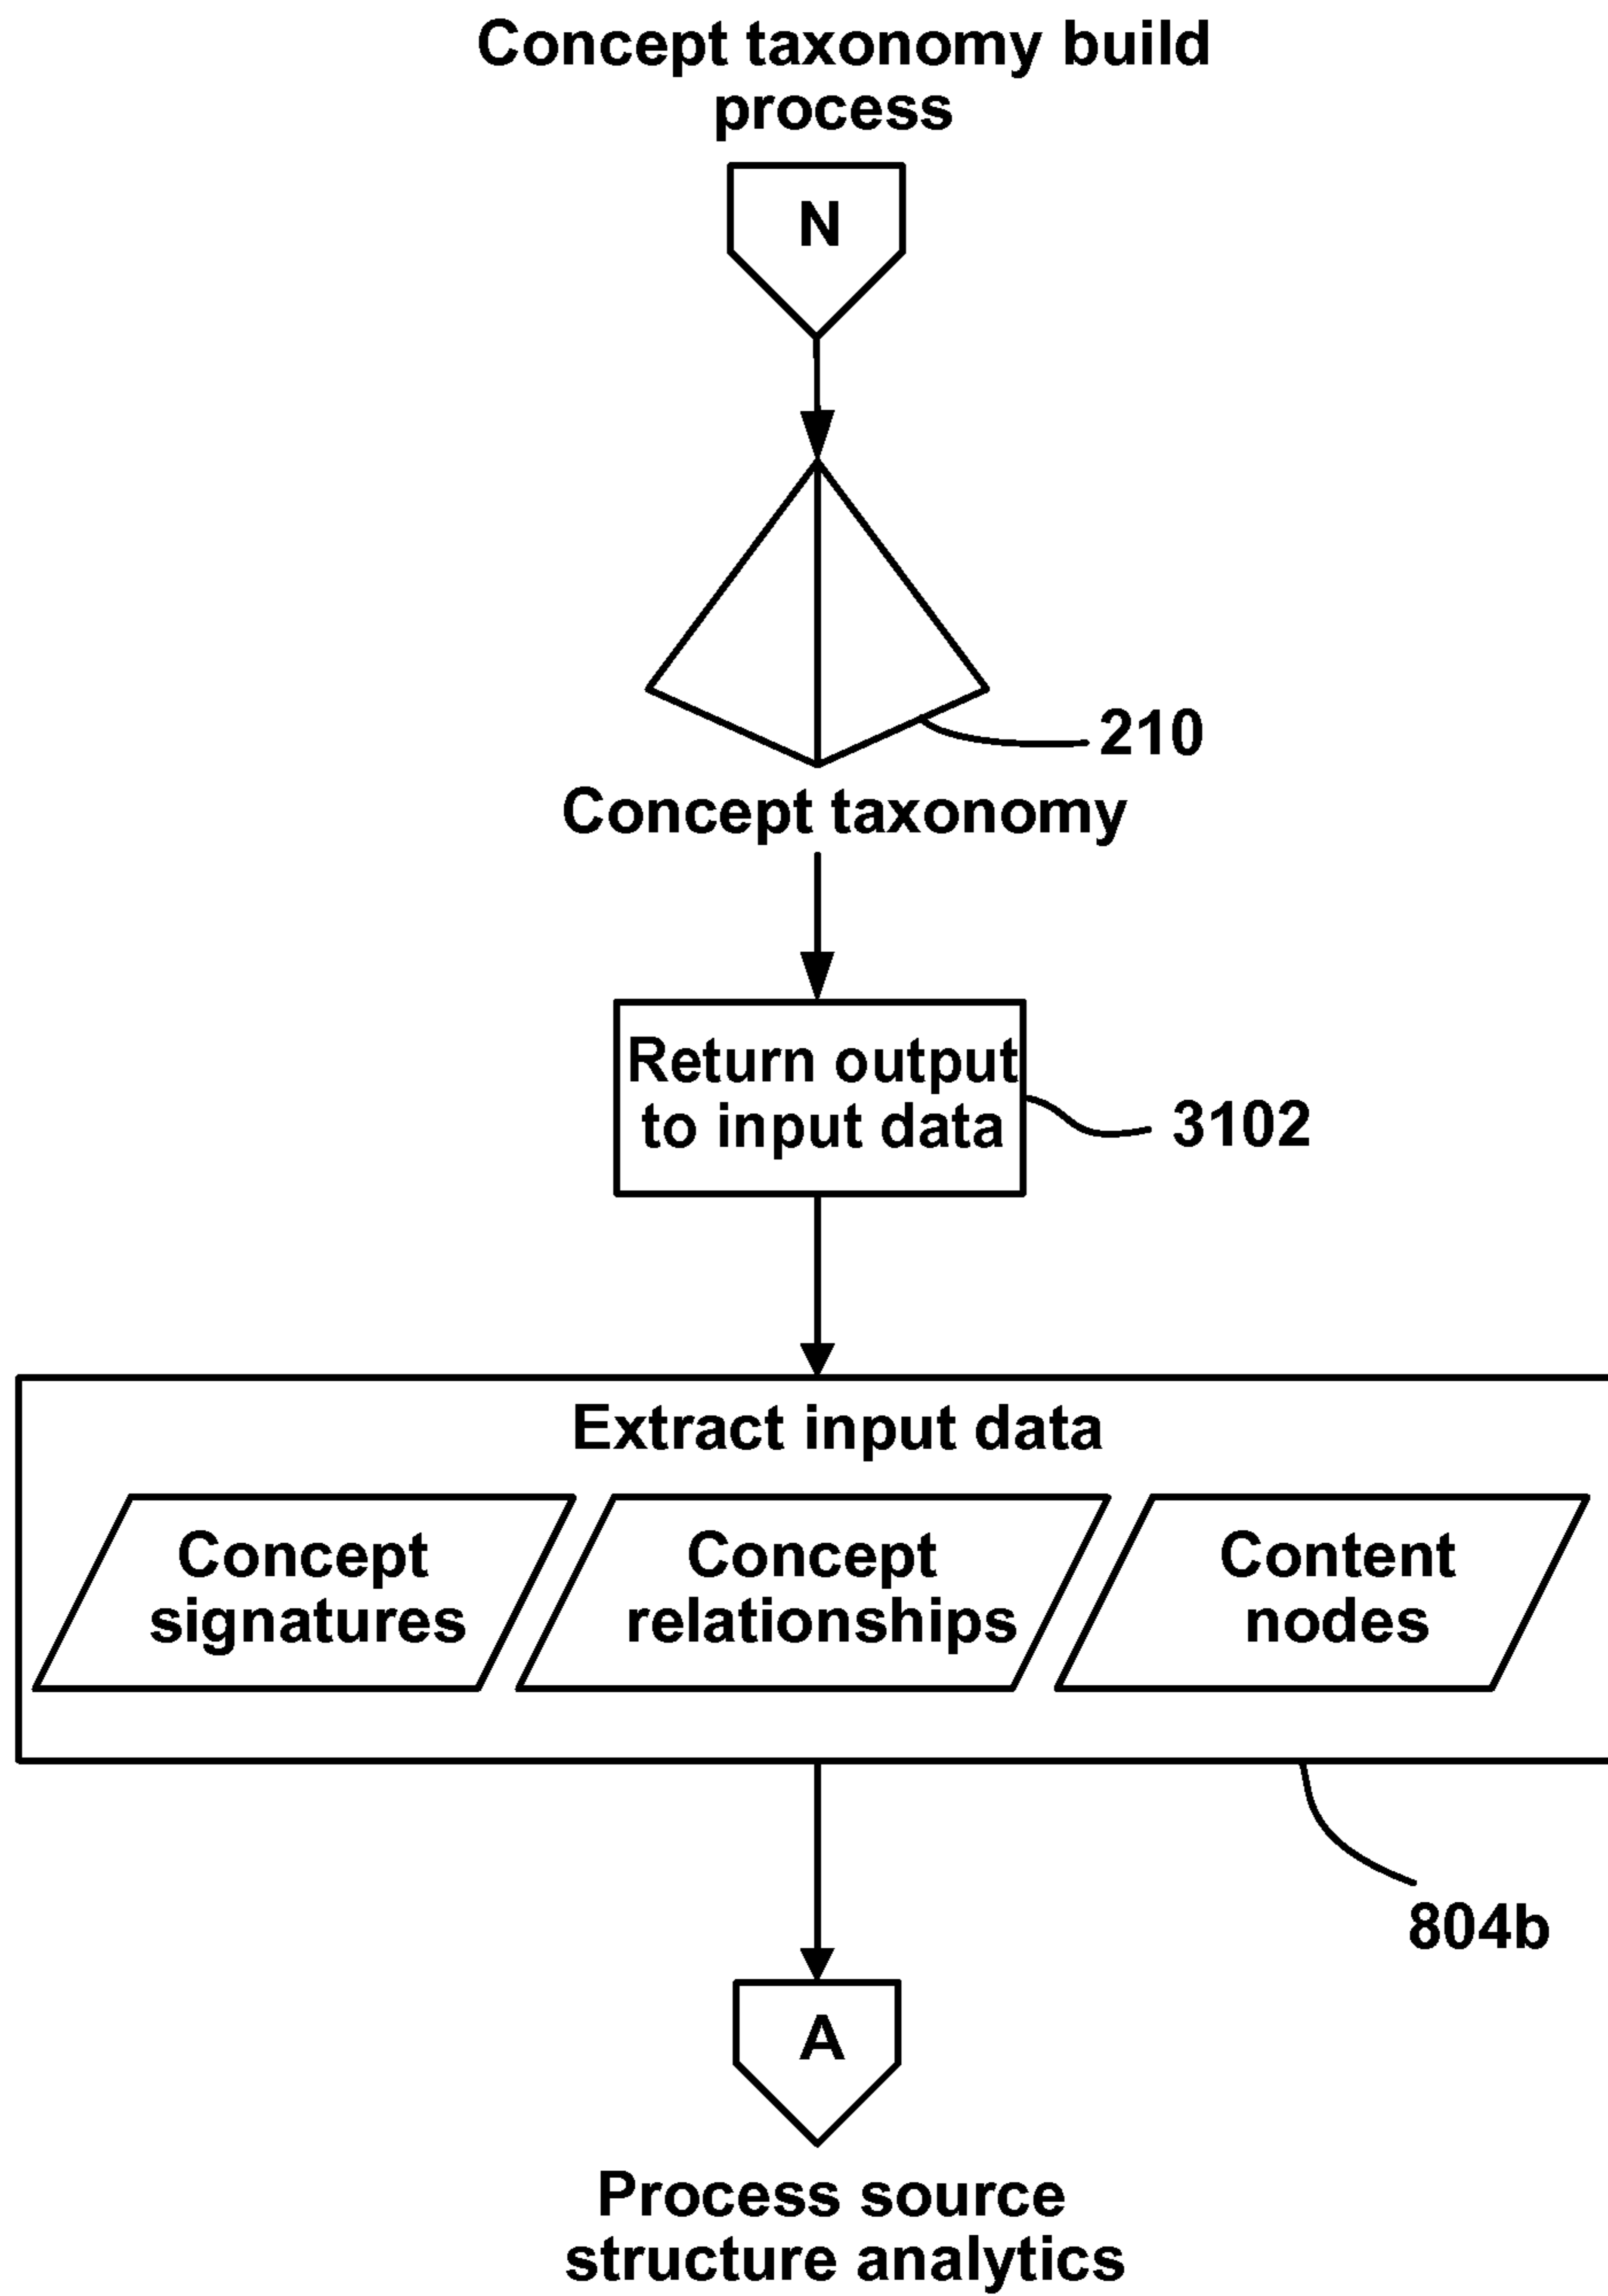 Concept taxonomy build
process
N
210
Concept taxonomy
Return output
to input data
3102
Extract input data
Concept
signatures
Concept
relationships
Content
nodes
804b
A
Process source
structure analytics